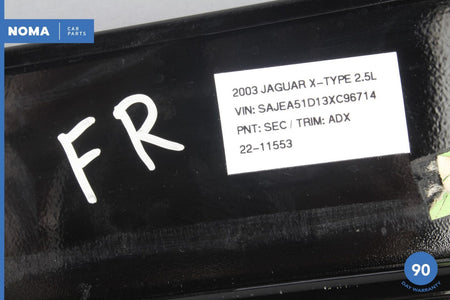 NOMA CAR PARTS
2003 JAGUAR X-TYPE 2.5L
VIN: SAJEA51D13XC96714
PNT: SEC / TRIM: ADX
22-11553
FR
90
DAY WARRANTY